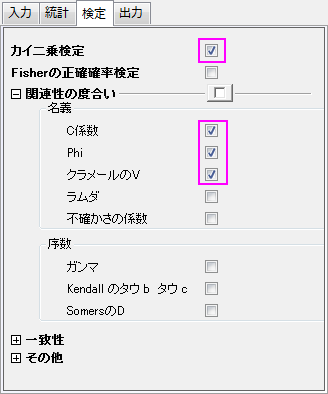 入力 統計 検定 出力
カイ二乗検定
Fisherの正確確率検定
関連性の度合い
名義
C係数
Phi
クラメールのV
ラムダ
不確かさの係数
序数
ガンマ
Kendall のタウ b タウ c
SomersのD
一致性
その他